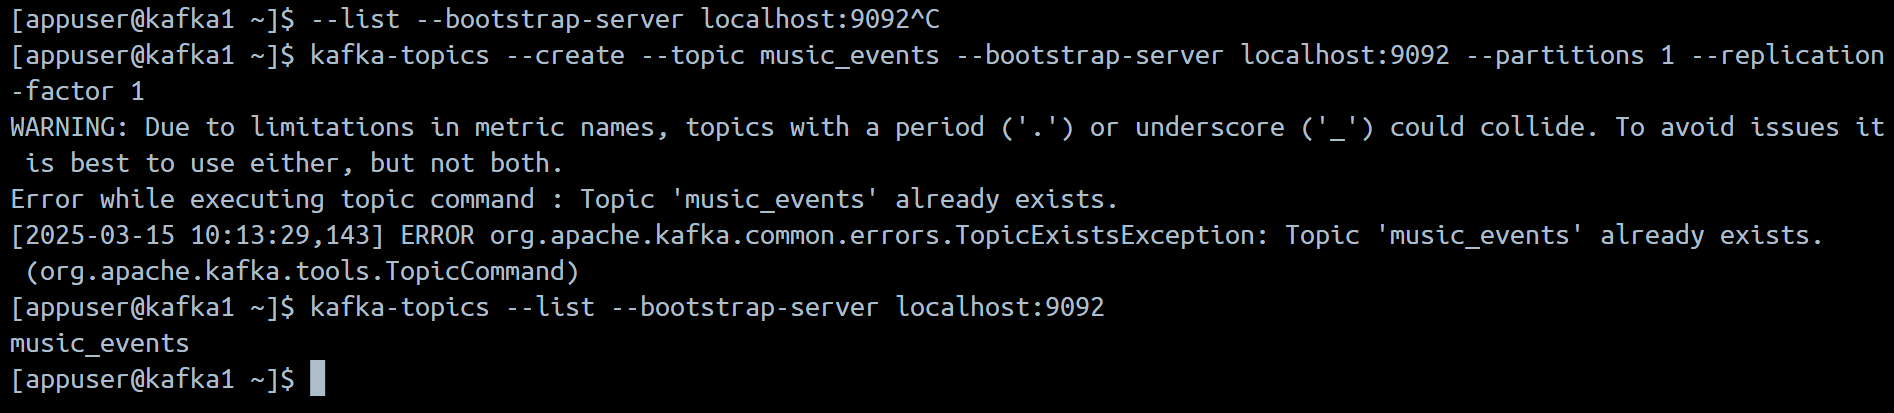 [appuser@kafka1 ~]$ --list --bootstrap-server localhost:9092^C
[appuser@kafka1 ~]$ kafka-topics --create --topic music_events --bootstrap-server localhost:9092 --partitions 1 --replication
-factor 1
WARNING: Due to limitations in metric names, topics with a period ('.') or underscore ('_') could collide. To avoid issues it
 is best to use either, but not both.
Error while executing topic command : Topic 'music_events' already exists.
[2025-03-15 10:13:29,143] ERROR org.apache.kafka.common.errors.TopicExistsException: Topic 'music_events' already exists.
 (org.apache.kafka.tools.TopicCommand)
[appuser@kafka1 ~]$ kafka-topics --list --bootstrap-server localhost:9092
music_events
[appuser@kafka1 ~]$